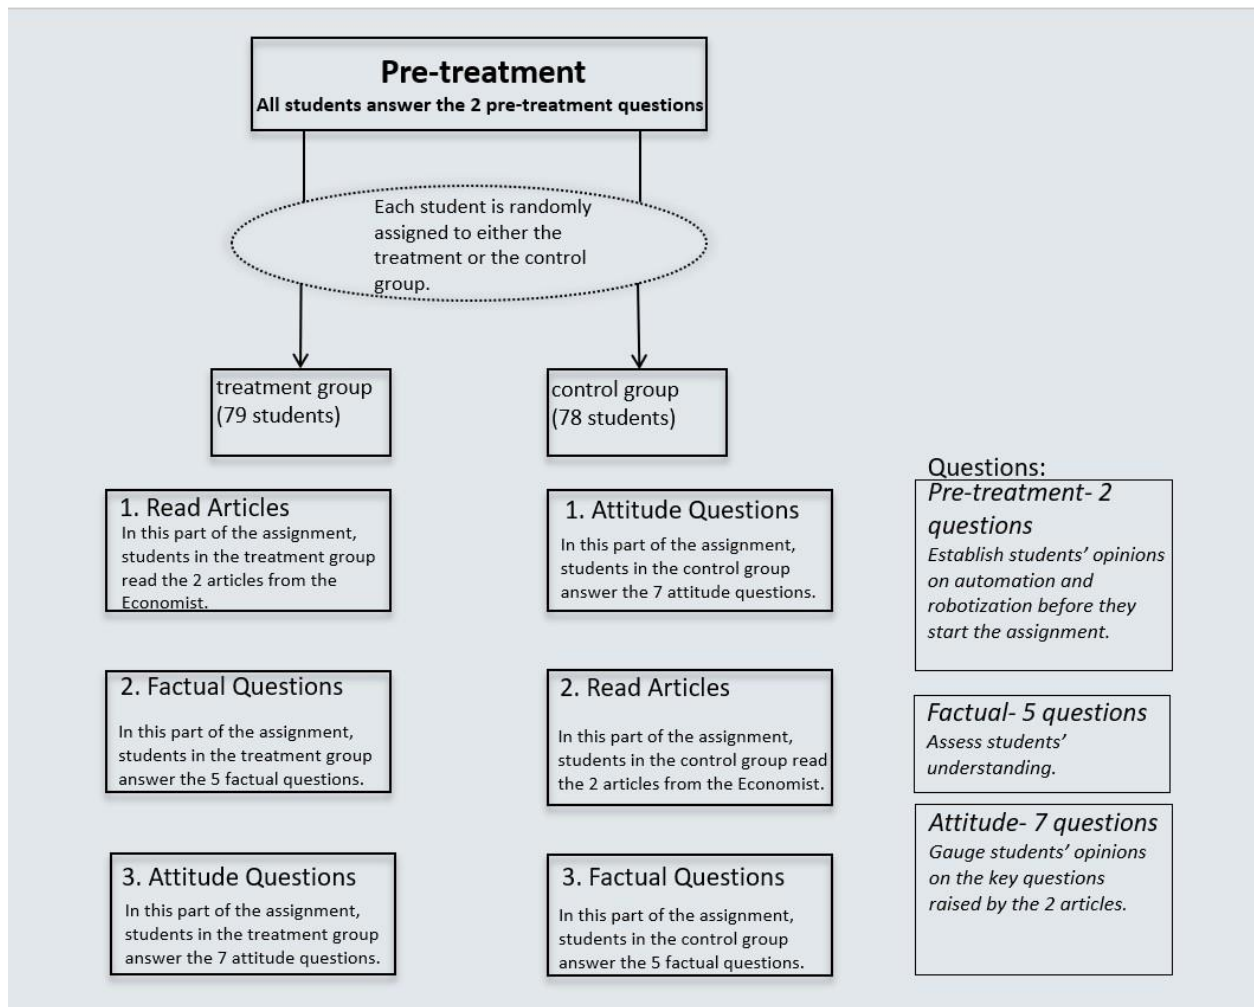 Pre-treatment
All students answer the 2 pre-treatment questions
Each student is randomly
assigned to either the
treatment or the control
group.
treatment group
(79 students)
control group
(78 students)
1. Read Articles
In this part of the assignment,
students in the treatment group
read the 2 articles from the
Economist.
1. Attitude Questions
In this part of the assignment,
students in the control group
answer the 7 attitude questions.
2. Factual Questions
In this part of the assignment,
students in the treatment group
answer the 5 factual questions.
2. Read Articles
In this part of the assignment,
students in the control group read
the 2 articles from the Economist.
3. Attitude Questions
In this part of the assignment,
students in the treatment group
answer the 7 attitude questions.
3. Factual Questions
In this part of the assignment,
students in the control group
answer the 5 factual questions.
Questions:
Pre-treatment- 2
questions
Establish students’ opinions
on automation and
robotization before they
start the assignment.
Factual- 5 questions
Assess students’
understanding.
Attitude- 7 questions
Gauge students’ opinions
on the key questions
raised by the 2 articles.